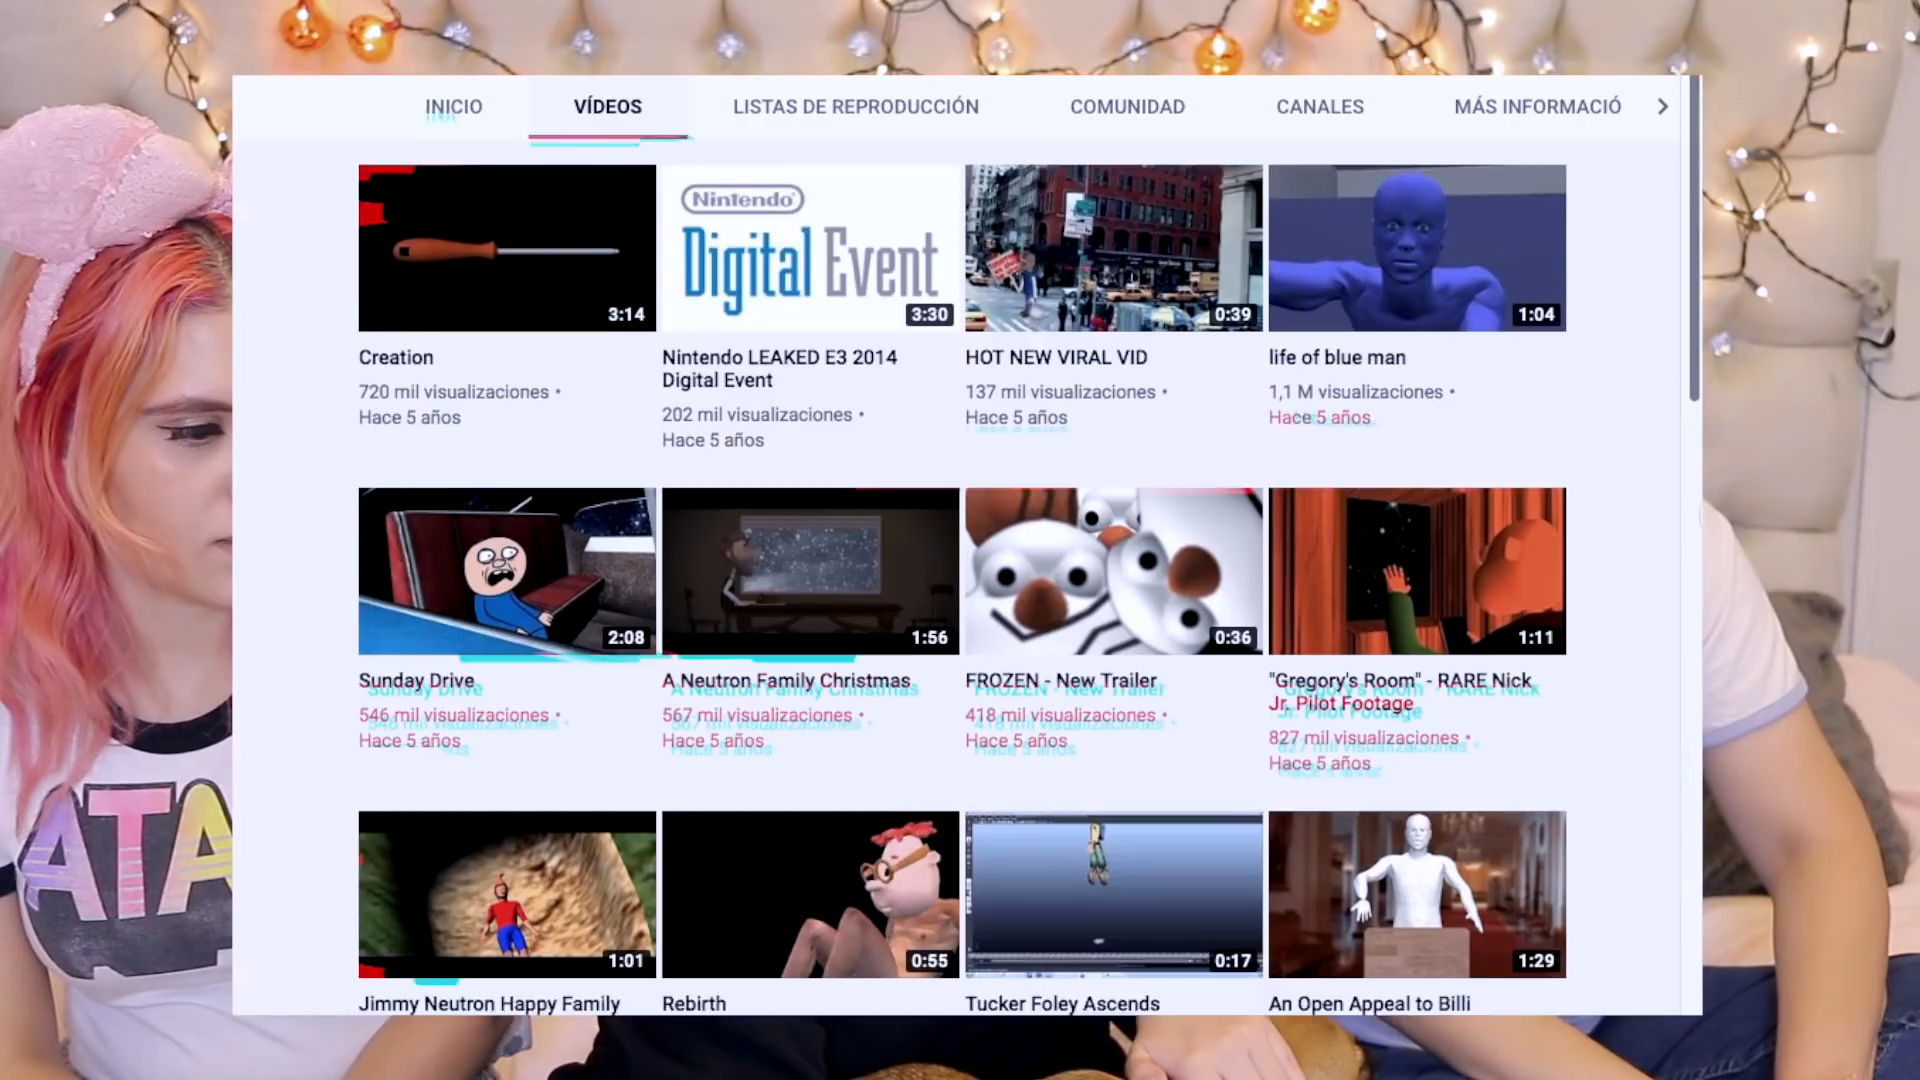 INICIO
VÍDEOS
LISTAS DE REPRODUCCIÓN
COMUNIDAD
CANALES
MÁS INFORMACIÓ
Nintendo
Digital Event
3:14
3:30
0:39
1:04
Creation
720 mil visualizaciones •
Hace 5 años
Nintendo LEAKED E3 2014
Digital Event
202 mil visualizaciones •
Hace 5 años
HOT NEW VIRAL VID
137 mil visualizaciones •
Hace 5 años
life of blue man
1,1 M visualizaciones •
Hace 5 años
2:08
1:56
0:36
1:11
Sunday Drive
546 mil visualizaciones •
Hace 5 años
A Neutron Family Christmas
567 mil visualizaciones •
Hace 5 años
FROZEN - New Trailer
418 mil visualizaciones •
Hace 5 años
"Gregory's Room" - RARE Nick
Jr. Pilot Footage
827 mil visualizaciones •
Hace 5 años
ATA
1:01
0:55
0:17
1:29
Jimmy Neutron Happy Family
Rebirth
Tucker Foley Ascends
An Open Appeal to Billi